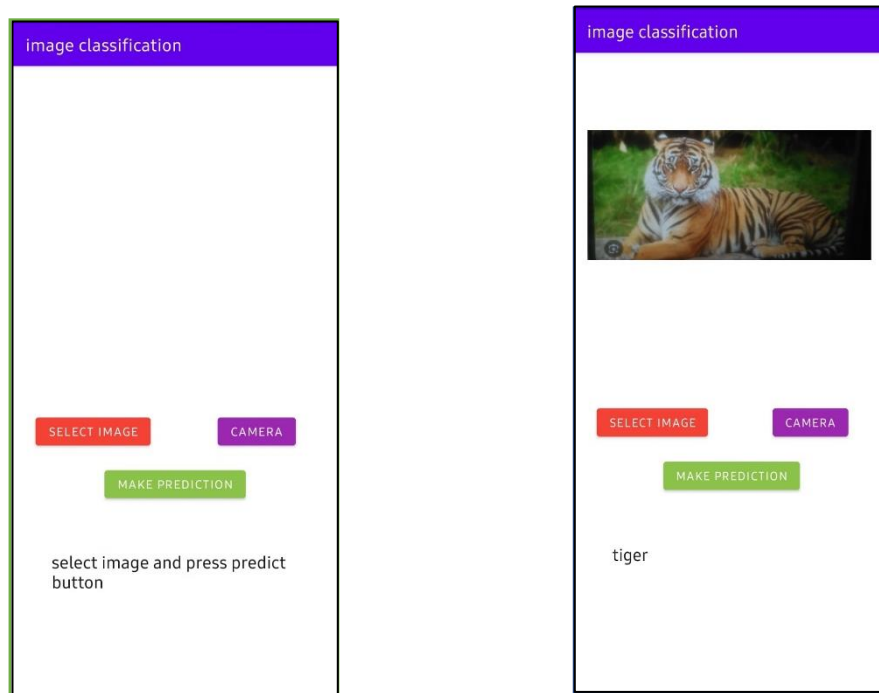 image classification
SELECT IMAGE
CAMERA
MAKE PREDICTION
select image and press predict
button
image classification
SELECT IMAGE
CAMERA
MAKE PREDICTION
tiger